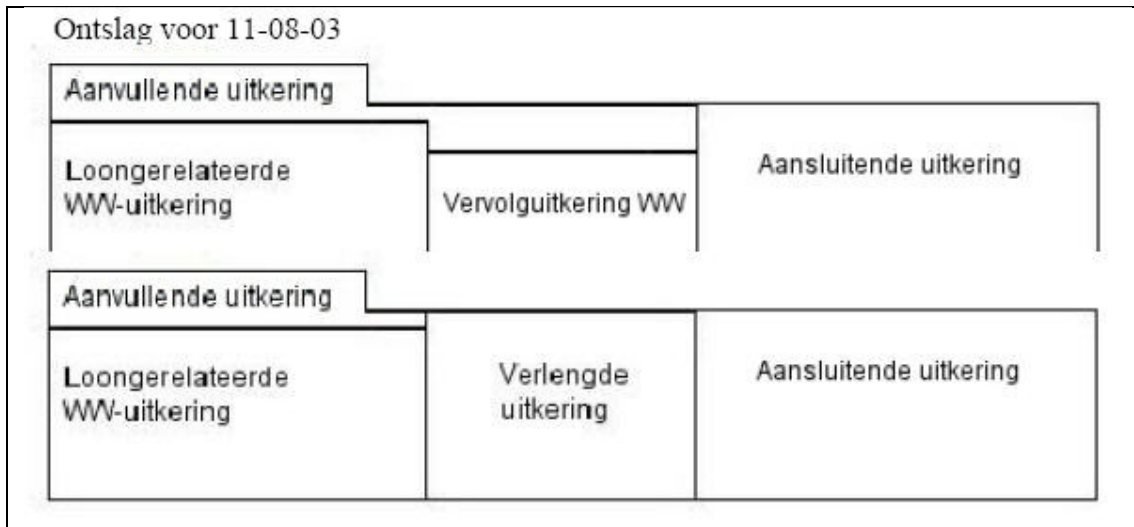 Ontslag voor 11-08-03
Aanvullende uitkering
Loongerelateerde
WW-uitkering
Vervolguitkering WW
Aansluitende uitkering
Aanvullende uitkering
Loongerelateerde
WW-uitkering
Verlengde
uitkering
Aansluitende uitkering